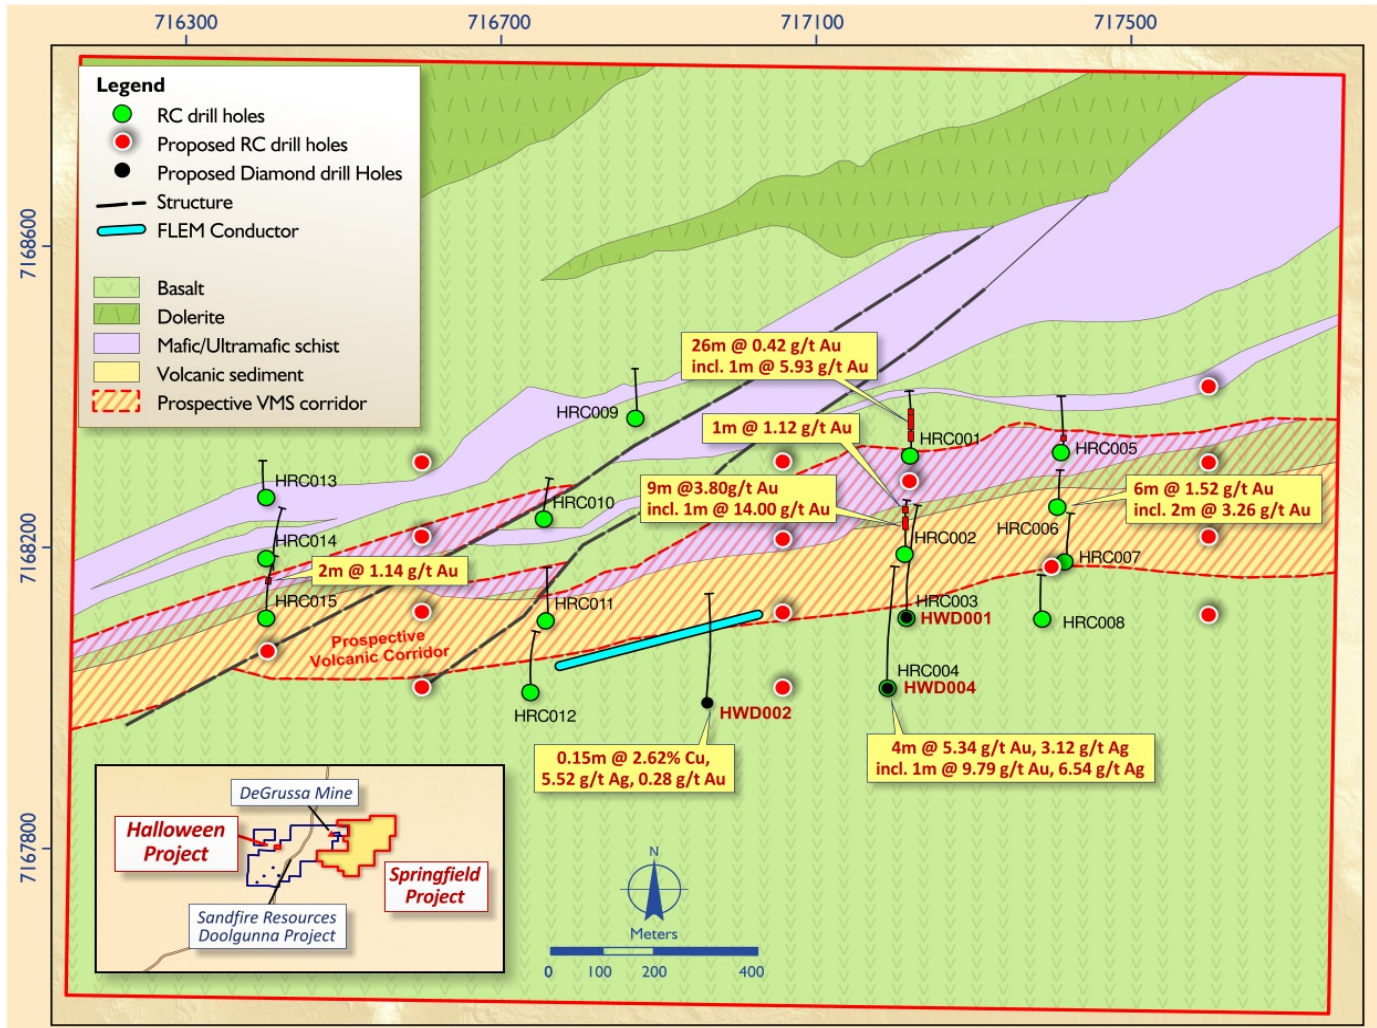 716300
716700
717100
717500
7168600
7168200
7167800
Legend
RC drill holes
Proposed RC drill holes
Proposed Diamond drill Holes
Structure
FLEM Conductor
Basalt
Dolerite
Mafic/Ultramafic schist
Volcanic sediment
Prospective VMS corridor
26m @ 0.42 g/t Au
incl. 1m @ 5.93 g/t Au
HRC009
1m @ 1.12 g/t Au
HRC001
HRC005
HRC013
9m @3.80g/t Au
incl. 1m @ 14.00 g/t Au
6m @ 1.52 g/t Au
incl. 2m @ 3.26 g/t Au
HRC010
HRC006
HRC014
HRC002
HRC007
2m @ 1.14 g/t Au
HRC015
HRC011
HRC003
HWD001
HRC008
Prospective
Volcanic Corridor
HRC004
HWD004
HRC012
HWD002
0.15m @ 2.62% Cu,
5.52 g/t Ag, 0.28 g/t Au
4m @ 5.34 g/t Au, 3.12 g/t Ag
incl. 1m @ 9.79 g/t Au, 6.54 g/t Ag
DeGrussa Mine
Halloween
Project
Springfield
Project
Sandfire Resources
Doolgunna Project
N
Meters
0 100 200 400